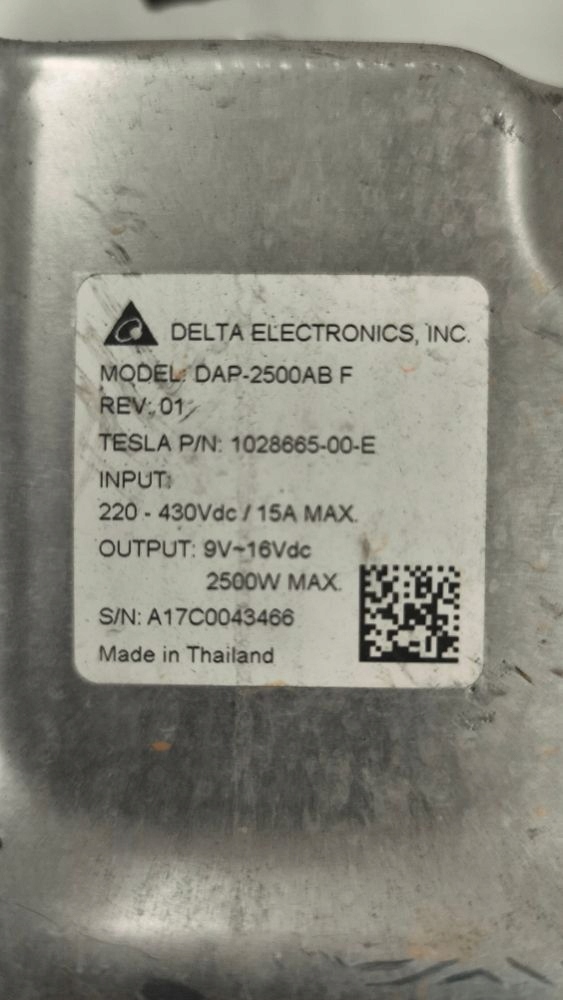 DELTA ELECTRONICS, INC.
MODEL: DAP-2500AB F
REV: 01
TESLA P/N: 1028665-00-E
INPUT:
220 - 430Vdc / 15A MAX.
OUTPUT: 9V~16Vdc
2500W MAX.
S/N: A17C0043466
Made in Thailand